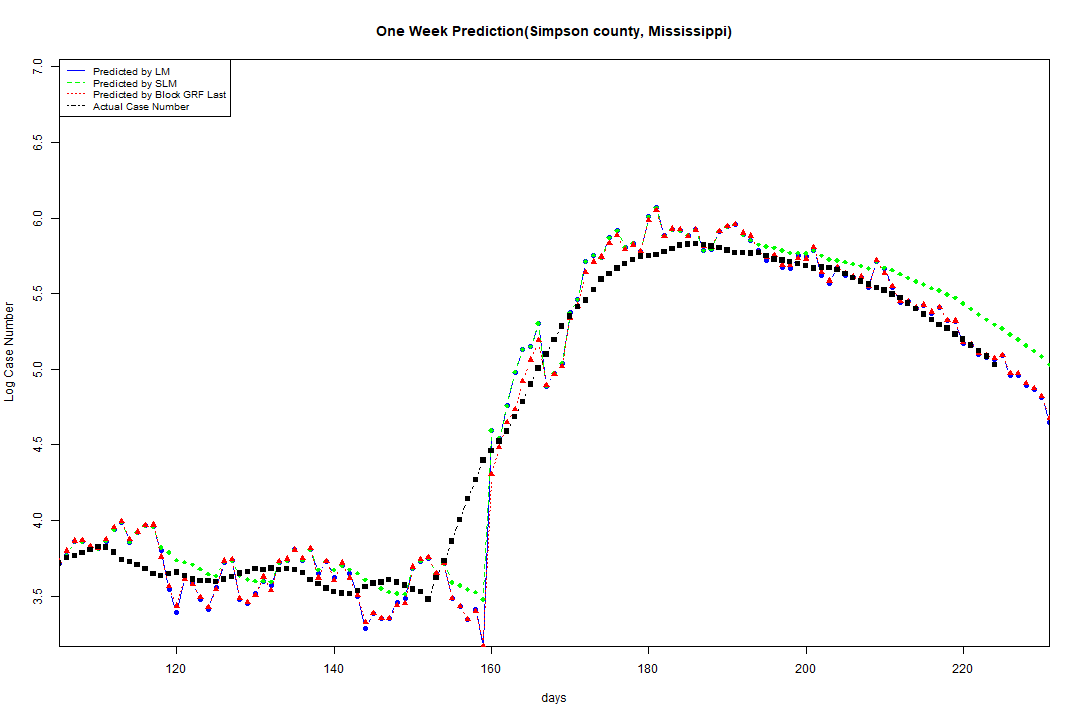 One Week Prediction(Simpson county, Mississippi)
Predicted by LM
Predicted by SLM
Predicted by Block GRF Last
Actual Case Number
7.0
6.5
6.0
5.5
5.0
4.5
4.0
3.5
Log Case Number
120 140 160 180 200 220
days